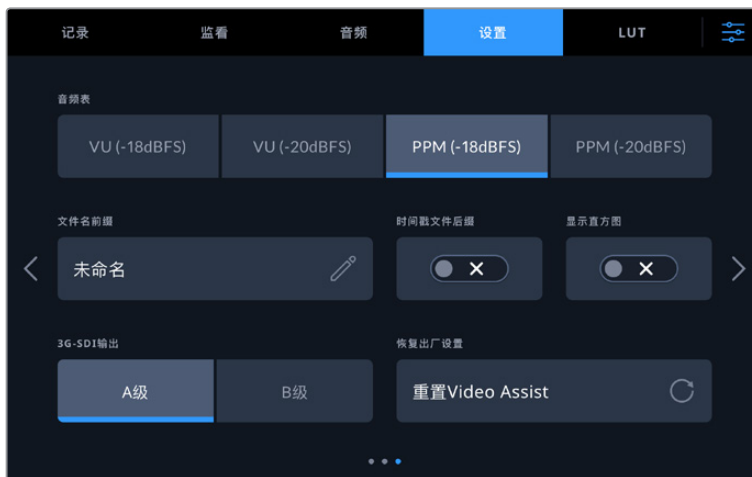 记录 监看 音频 设置 LUT
音频表
VU (-18dBFS) VU (-20dBFS) PPM (-18dBFS) PPM (-20dBFS)
文件名前缀 时间戳文件后缀 显示直方图
未命名
3G-SDI输出 恢复出厂设置
A级 B级 重置Video Assist